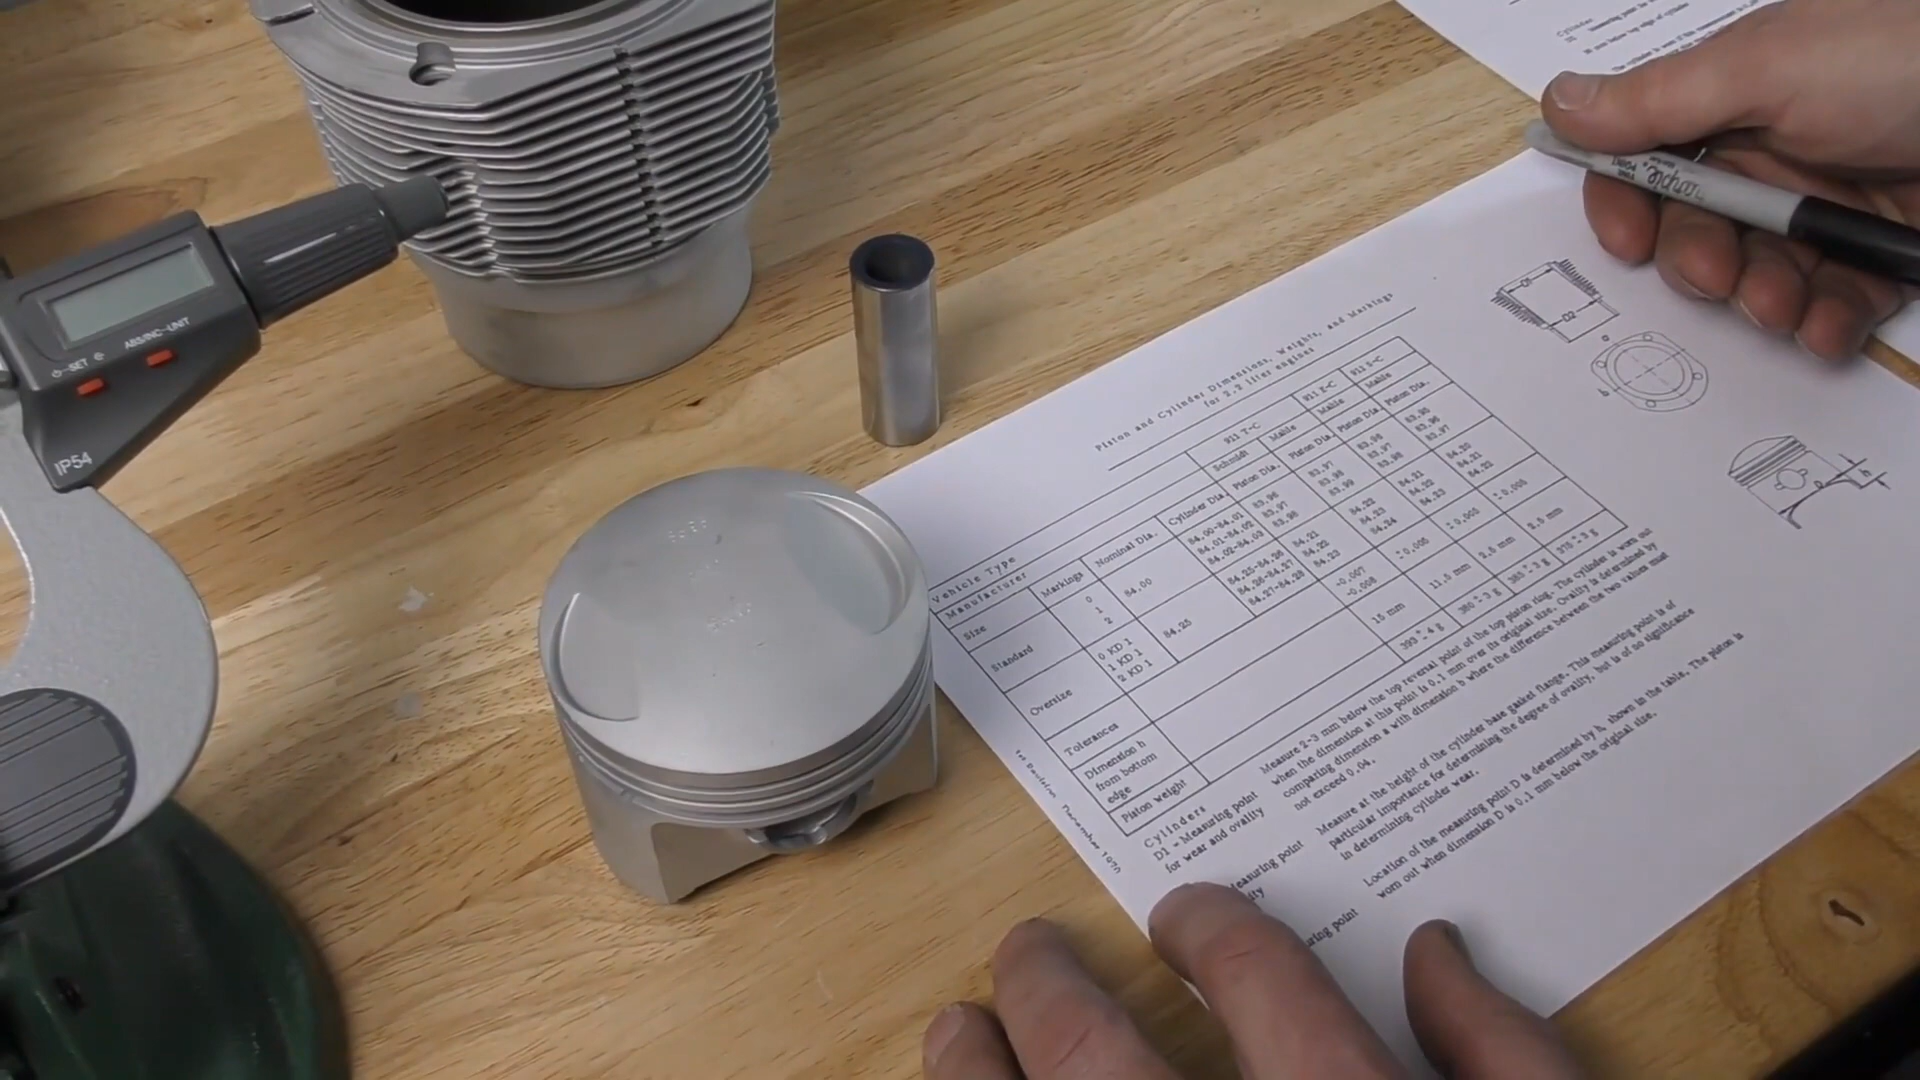 Cylinder
Piston and Cylinder Dimentions, Weights, and Markings
for 2,2 liter engines
Vehicle Type 911 T-C 911 E-C 911 S-C
Manufacturer Schmidt Mahle Mahle Mahle
Size Markings Nominal Dia. Cylinder Dia. Piston Dia. Piston Dia. Piston Dia. Piston Dia.
Standard 0 84,00 84,00-84,01 83,96 83,97 83,96 83,95
1 84,01-84,02 83,97 83,98 83,97 83,96
2 84,02-84,03 83,98 83,99 83,98 83,97
Oversize 0 KD 1 84,25 84,25-84,26 84,21 84,22 84,21 84,20
1 KD 1 84,26-84,27 84,22 84,23 84,22 84,21
2 KD 1 84,27-84,28 84,23 84,24 84,23 84,22
Tolerances -0,007 ±0,005 ±0,005 ±0,005
-0,008
Dimension h 15 mm 11,5 mm 2,5 mm 2,5 mm
from bottom
edge
Piston weight 393 ± 4 g 380 ± 3 g 385 ± 3 g 375 ± 3 g
Cylinders
D1 - Measuring point
for wear and ovality
Measure 2-3 mm below the top reversal point of the top piston ring. The cylinder is worn out
when the dimension at this point is 0,1 mm over its original size. Ovality is determined by
comparing dimension a with dimension b where the difference between the two values must
not exceed 0,04.
Measure at the height of the cylinder base gasket flange. This measuring point is of
particular importance for determining the degree of ovality, but is of no significance
in determining cylinder wear.
Location of the measuring point D is determined by h, shown in the table. The piston is
worn out when dimension D is 0,1 mm below the original size.
D1
D2
a
b
h
SET
ABS/INC-UNIT
IP54